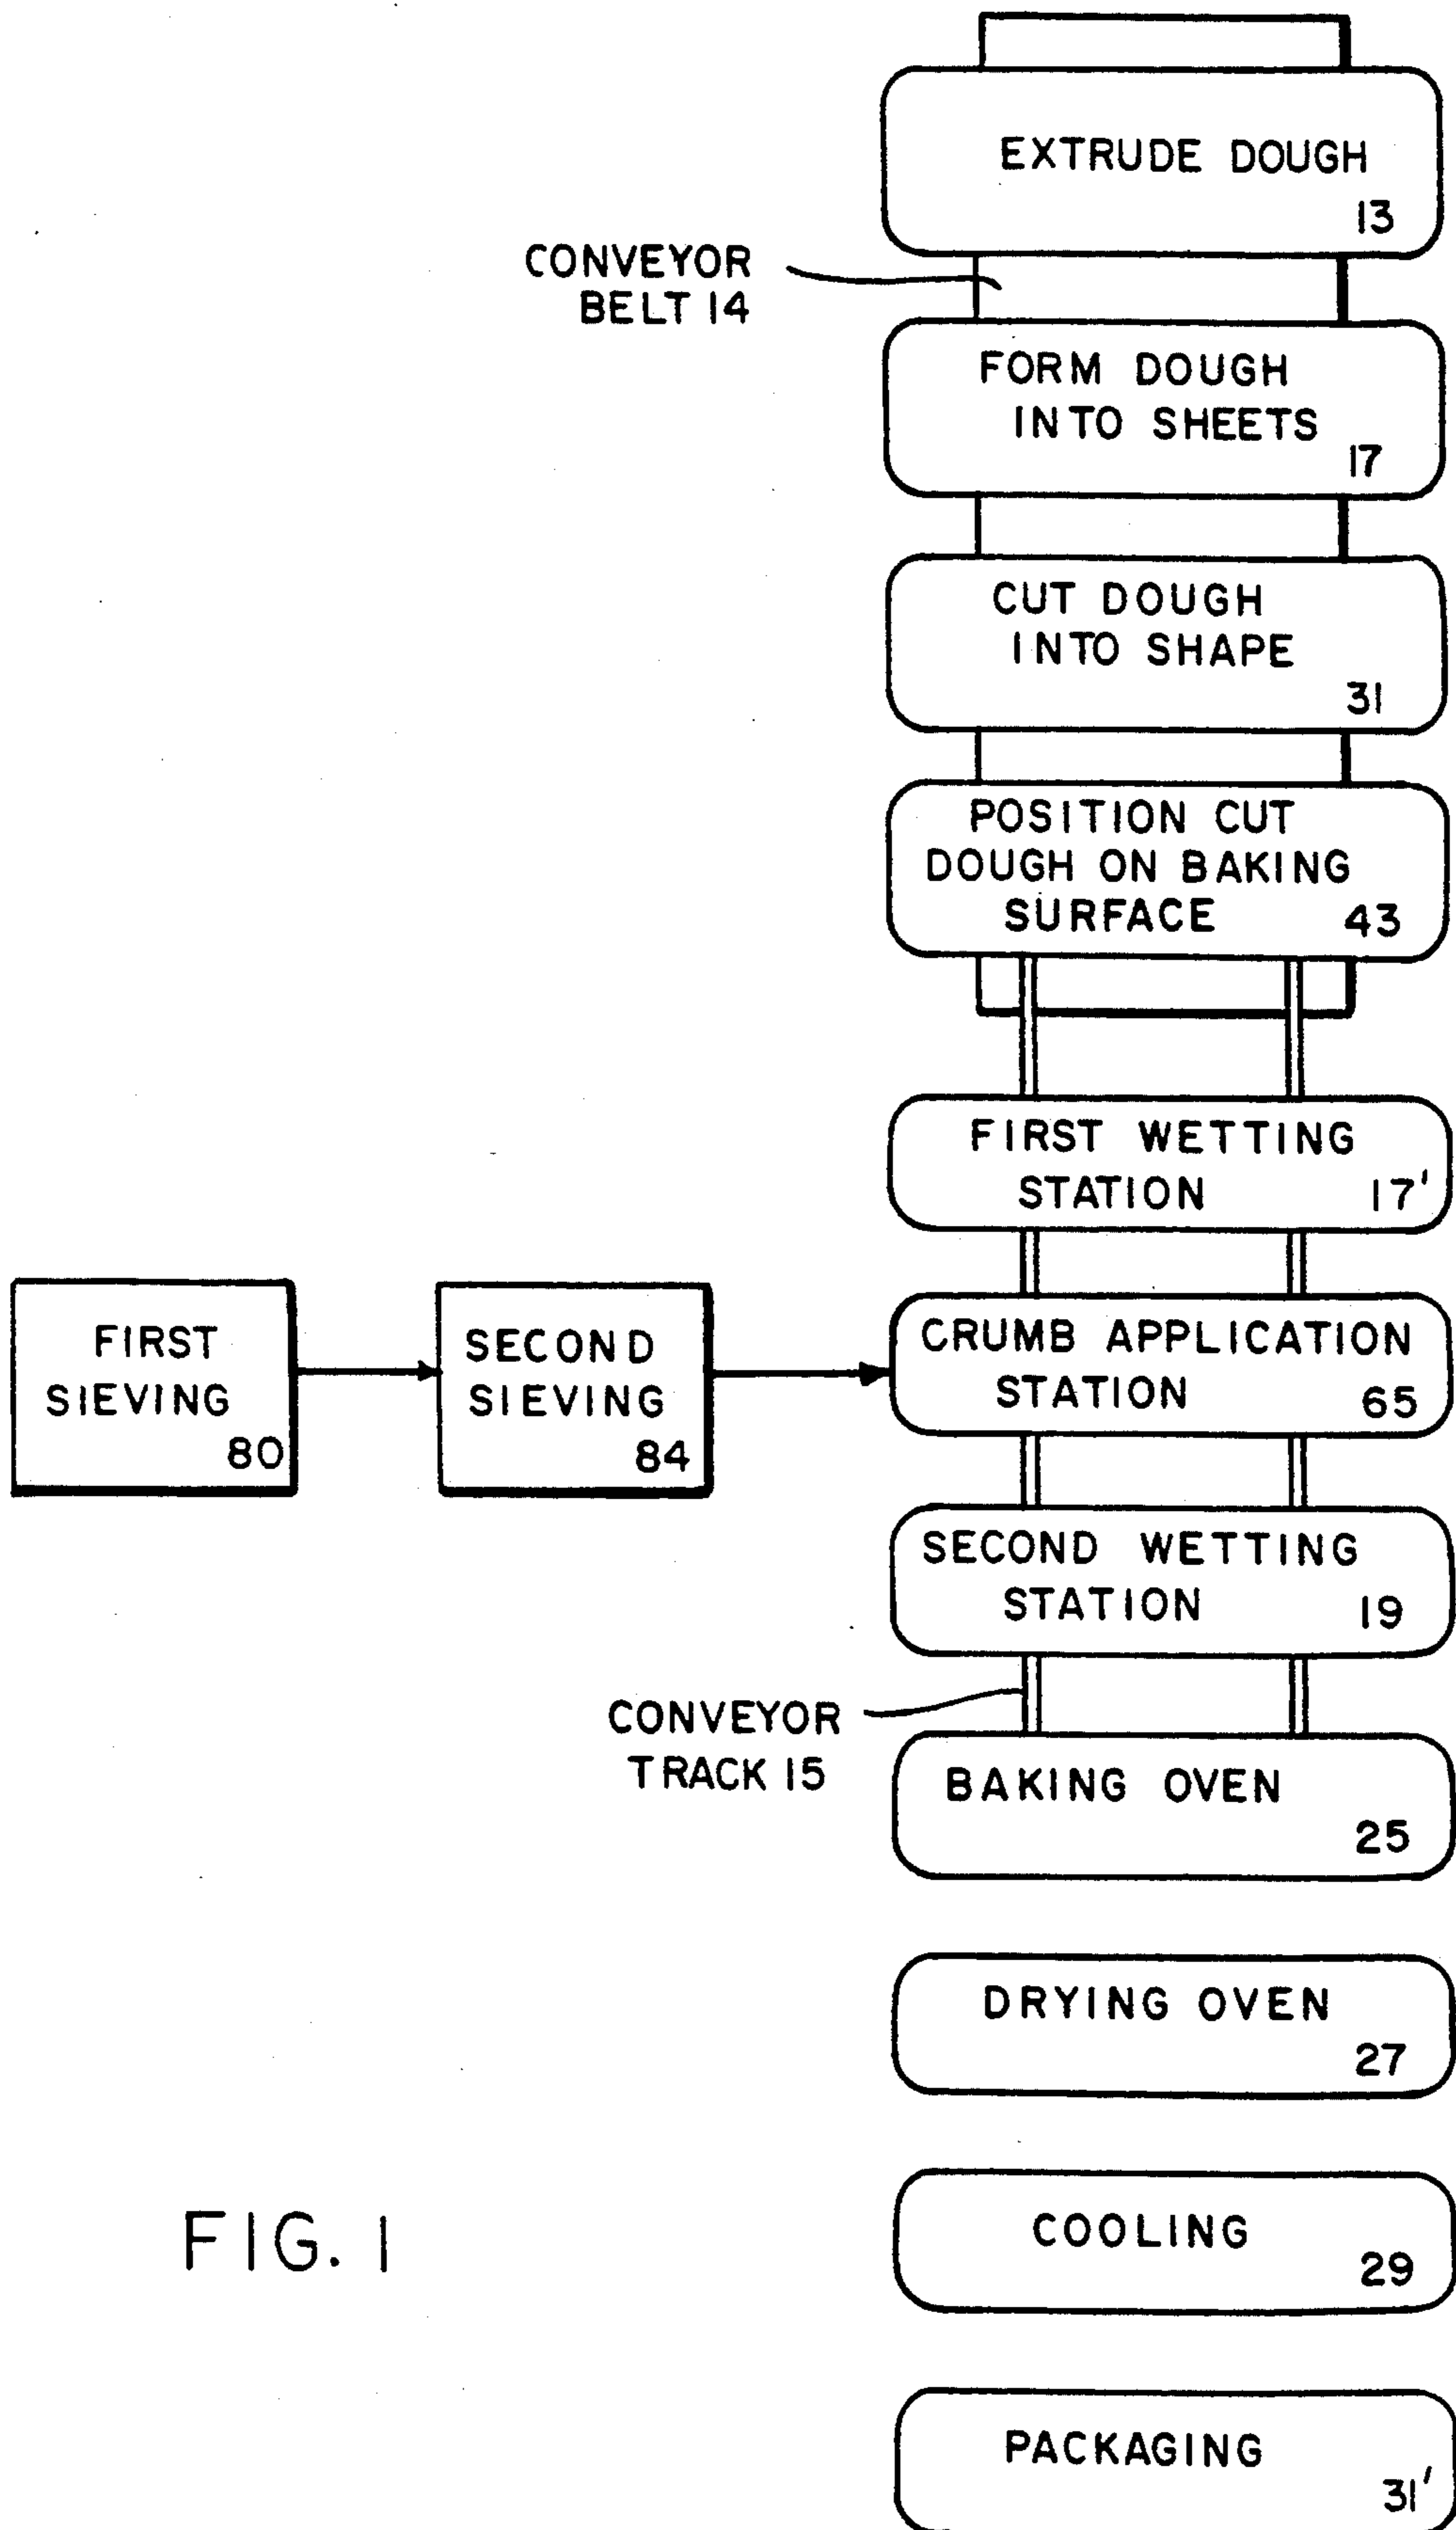 EXTRUDE DOUGH
13
CONVEYOR
BELT 14
FORM DOUGH
INTO SHEETS
17
CUT DOUGH
INTO SHAPE
31
POSITION CUT
DOUGH ON BAKING
SURFACE 43
FIRST WETTING
STATION 17'
FIRST
SIEVING
80
SECOND
SIEVING
84
CRUMB APPLICATION
STATION 65
SECOND WETTING
STATION 19
CONVEYOR
TRACK 15
BAKING OVEN
25
DRYING OVEN
27
COOLING
29
PACKAGING
31'
FIG. 1